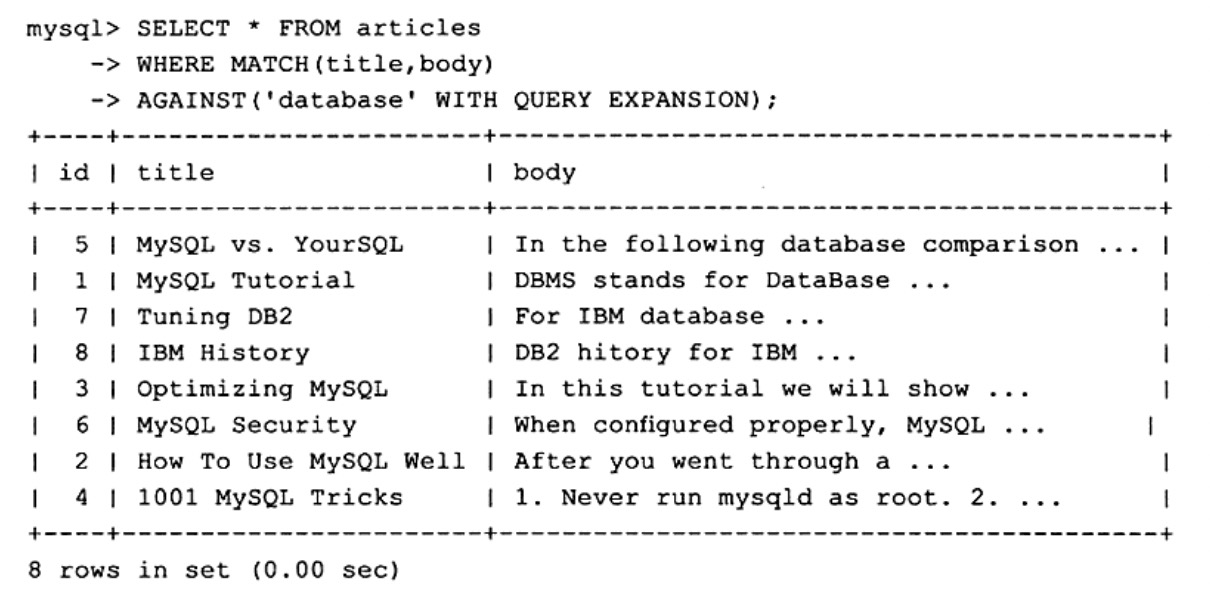 mysql> SELECT * FROM articles
    -> WHERE MATCH(title,body)
    -> AGAINST('database' WITH QUERY EXPANSION);
+----+-----------------------+------------------------------------------+
| id | title                 | body                                     |
+----+-----------------------+------------------------------------------+
|  5 | MySQL vs. YourSQL     | In the following database comparison ... |
|  1 | MySQL Tutorial        | DBMS stands for DataBase ...             |
|  7 | Tuning DB2            | For IBM database ...                     |
|  8 | IBM History           | DB2 hitory for IBM ...                   |
|  3 | Optimizing MySQL      | In this tutorial we will show ...        |
|  6 | MySQL Security        | When configured properly, MySQL ...     |
|  2 | How To Use MySQL Well | After you went through a ...             |
|  4 | 1001 MySQL Tricks     | 1. Never run mysqld as root. 2. ...      |
+----+-----------------------+------------------------------------------+
8 rows in set (0.00 sec)